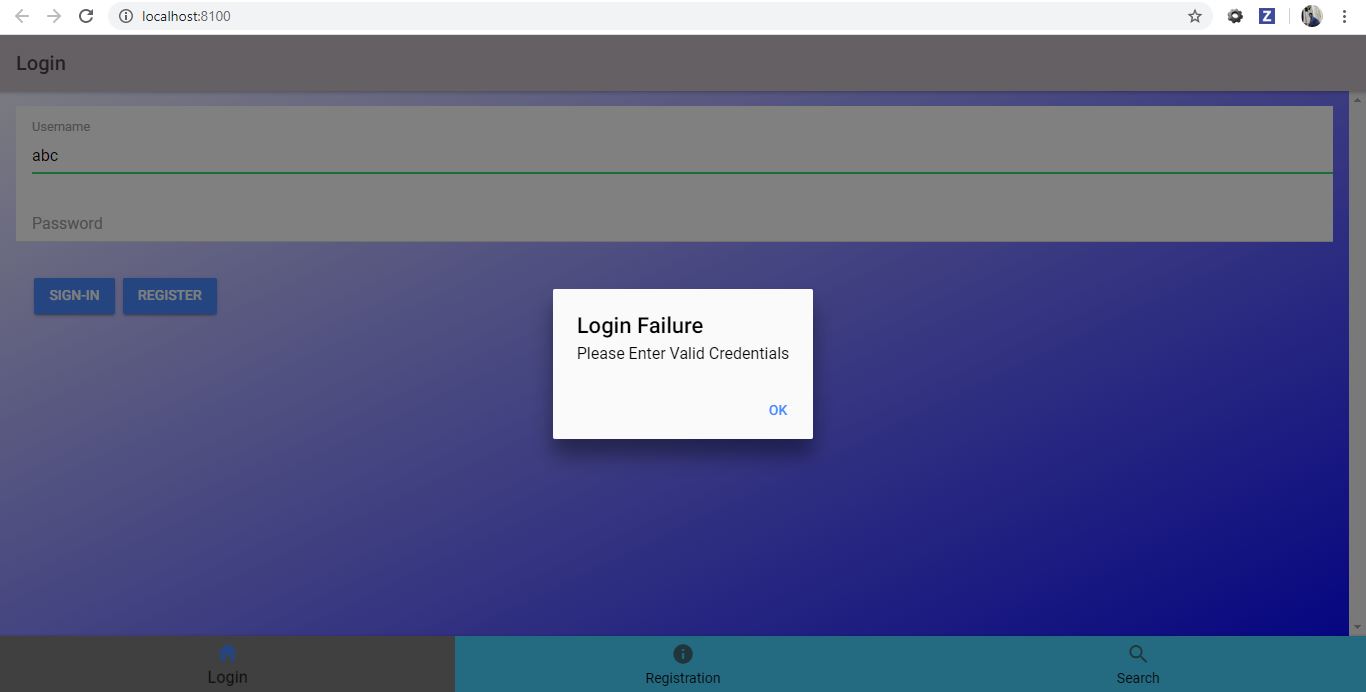 localhost:8100
Z
Login
Username
abc
Password
SIGN-IN REGISTER
Login Failure
Please Enter Valid Credentials
OK
Login Registration Search